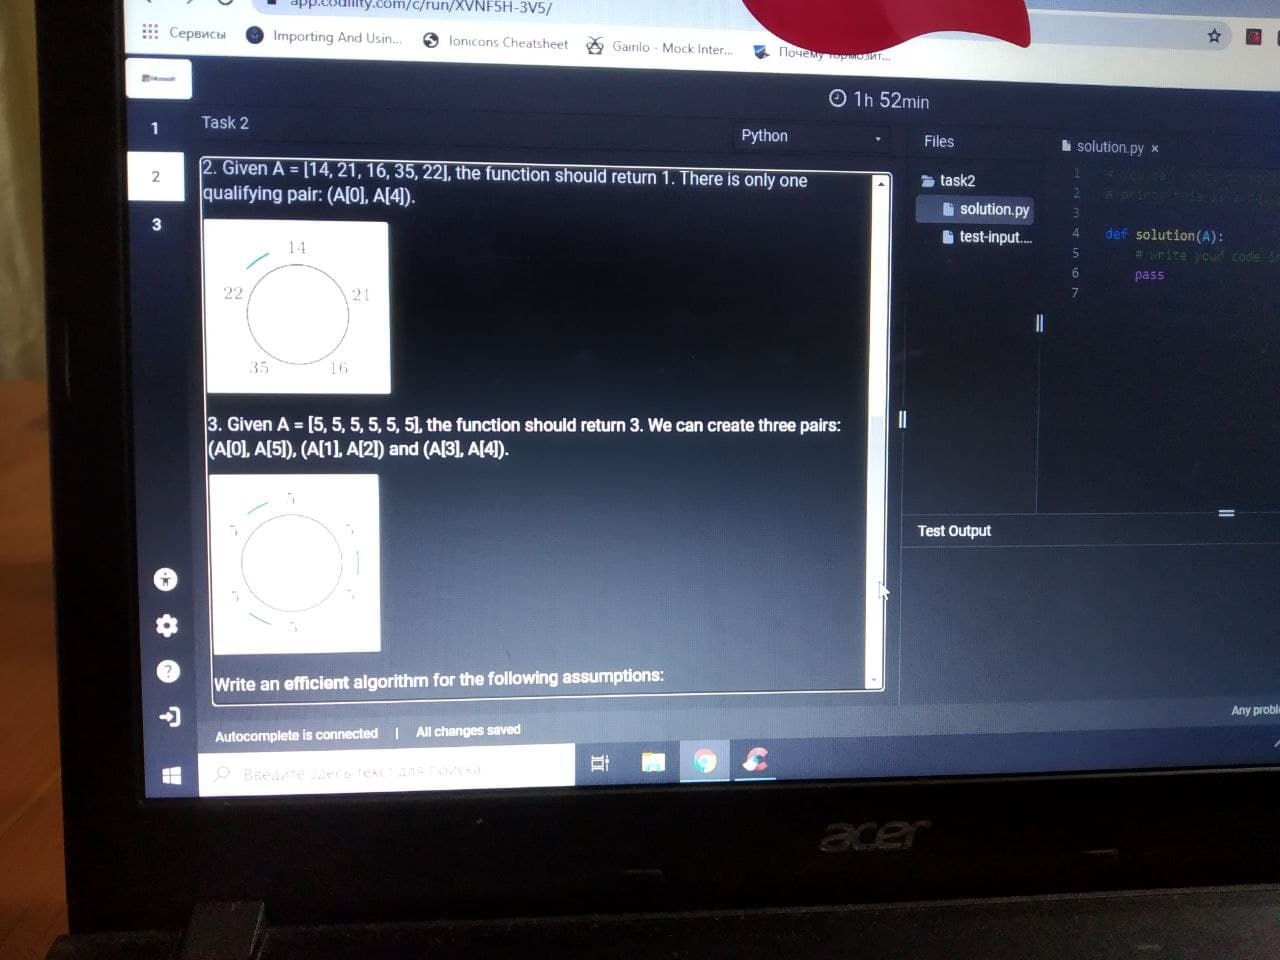 app.codility.com/c/run/XVNF5H-3V5/
Сервисы
Importing And Usin...
Ionicons Cheatsheet
Gainlo - Mock Inter...
Почему тормозит...
Microsoft
1h 52min
1
2
3
Task 2
Python
2. Given A = [14, 21, 16, 35, 22], the function should return 1. There is only one
qualifying pair: (A[0], A[4]).
14
22
21
35
16
3. Given A = [5, 5, 5, 5, 5, 5], the function should return 3. We can create three pairs:
(A[0], A[5]), (A[1], A[2]) and (A[3], A[4]).
5
5
5
5
5
5
Write an efficient algorithm for the following assumptions:
Autocomplete is connected | All changes saved
Files
task2
solution.py
test-input....
solution.py ×
1
2
3
4 def solution(A):
5 # write your code in
6 pass
7
Test Output
Any probl
Введите здесь текст для поиска
acer